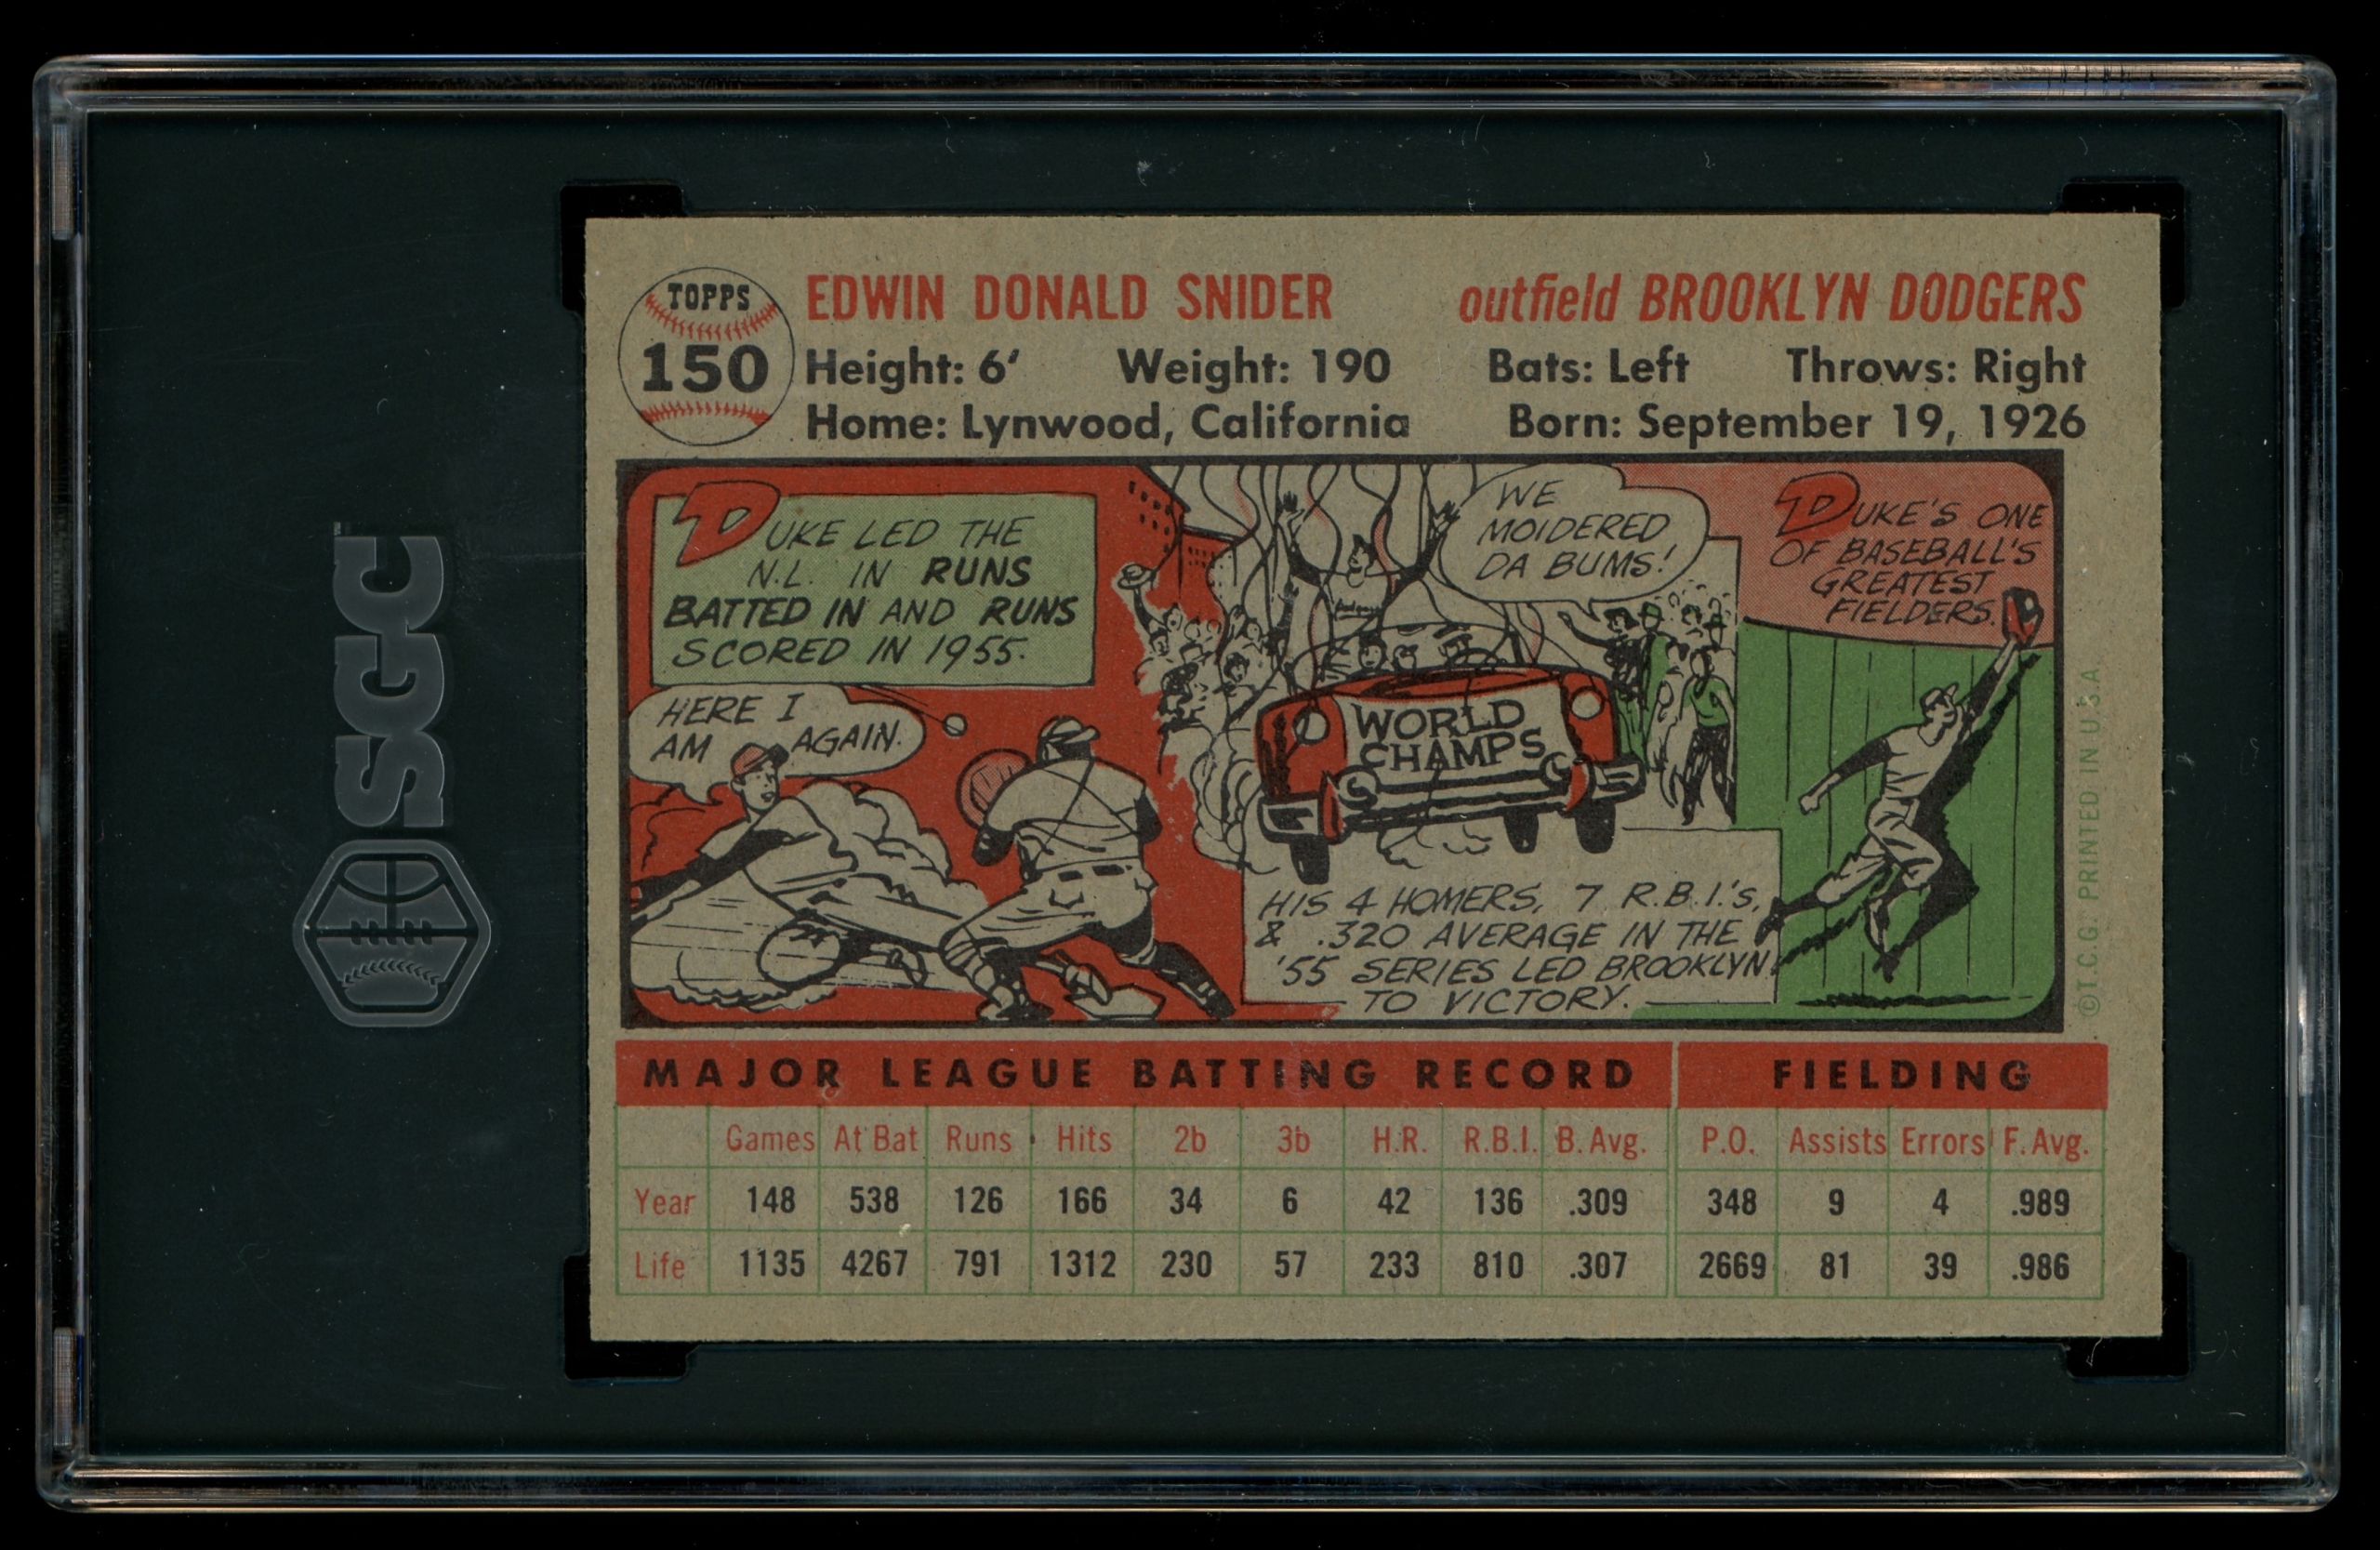 TOPPS
150
EDWIN DONALD SNIDER outfield BROOKLYN DODGERS
Height: 6' Weight: 190 Bats: Left Throws: Right
Home: Lynwood, California Born: September 19, 1926
DUKE LED THE
N.L. IN RUNS
BATTED IN AND RUNS
SCORED IN 1955.
HERE I
AM AGAIN.
WE
MOIDERED
DA BUMS!
WORLD
CHAMPS
HIS 4 HOMERS, 7 R.B.I.'S,
& .320 AVERAGE IN THE
'55 SERIES LED BROOKLYN
TO VICTORY.
DUKE'S ONE
OF BASEBALL'S
GREATEST
FIELDERS.
©T.C.G. PRINTED IN U.S.A
MAJOR LEAGUE BATTING RECORD FIELDING
Games At Bat Runs Hits 2b 3b H.R. R.B.I. B. Avg. P.O. Assists Errors F. Avg.
Year 148 538 126 166 34 6 42 136 .309 348 9 4 .989
Life 1135 4267 791 1312 230 57 233 810 .307 2669 81 39 .986
SGC